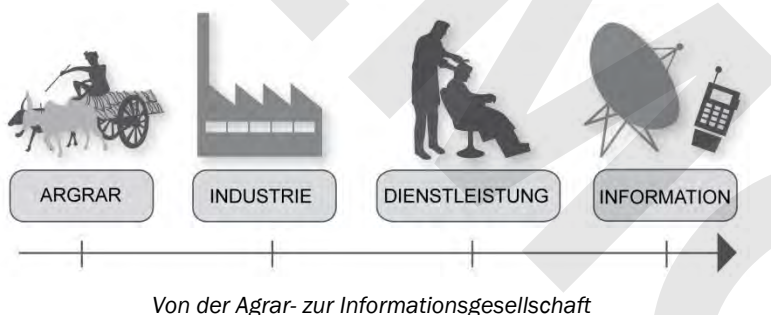 ARGRAR
INDUSTRIE
DIENSTLEISTUNG
INFORMATION
Von der Agrar- zur Informationsgesellschaft